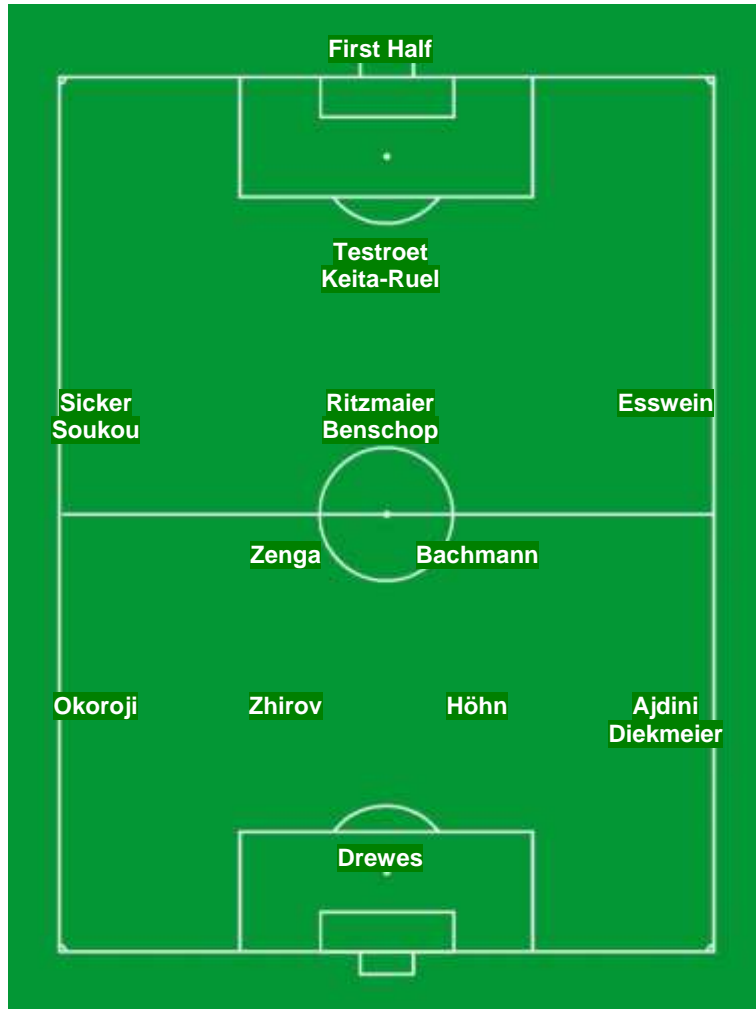 First Half
Testroet
Keita-Ruel
Sicker
Soukou
Ritzmaier
Benschop
Esswein
Zenga
Bachmann
Okoroji
Zhirov
Höhn
Ajdini
Diekmeier
Drewes